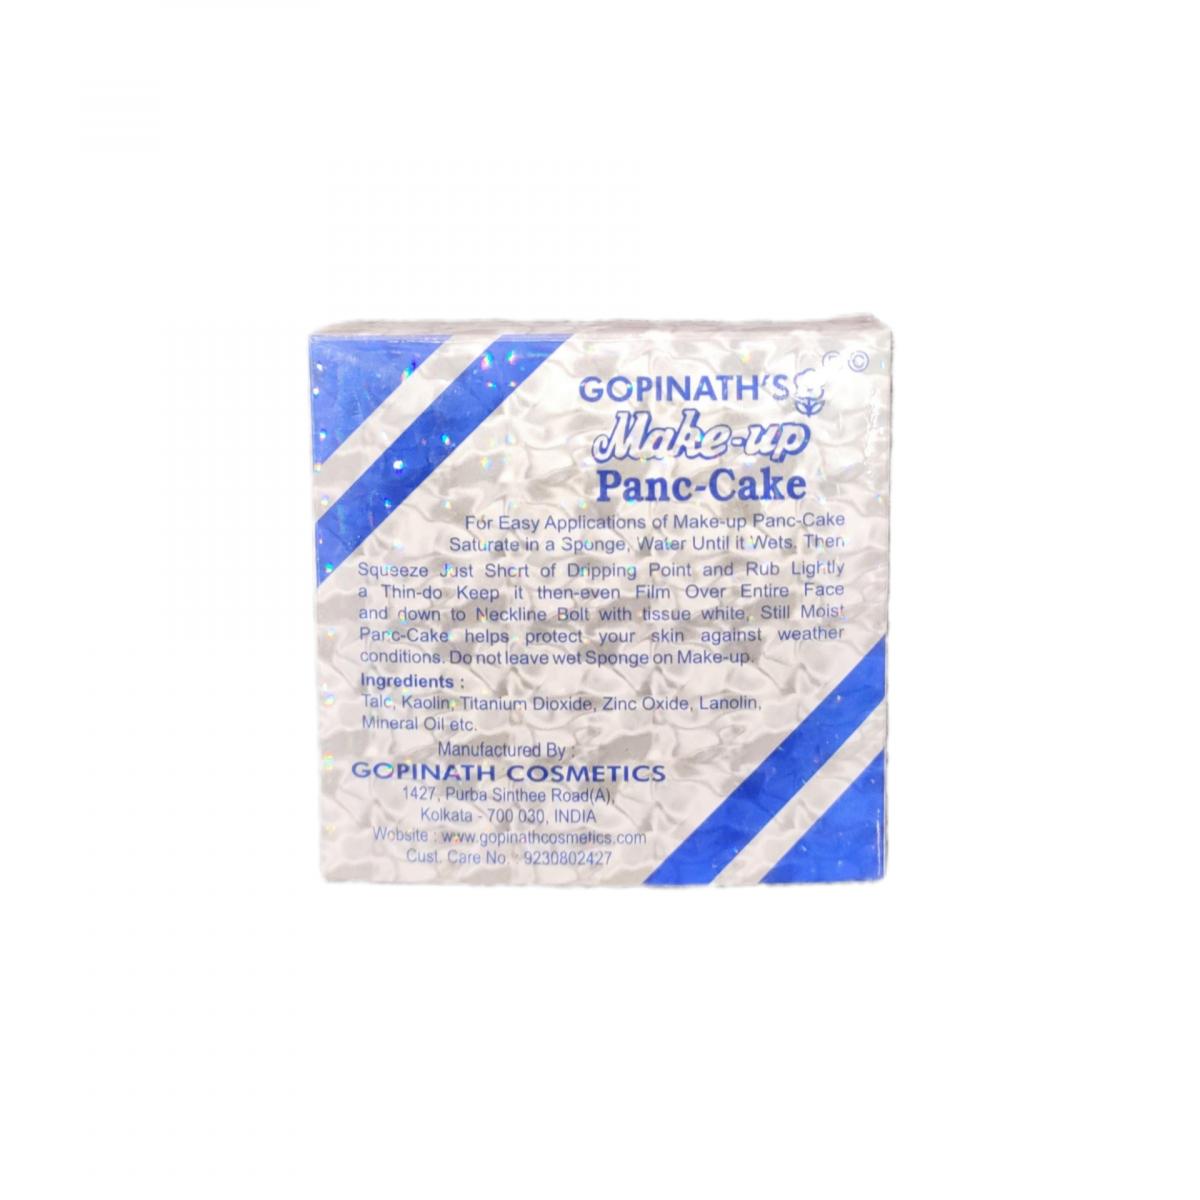 ® ©
GOPINATH'S
Make-up
Panc-Cake
For Easy Applications of Make-up Panc-Cake
Saturate in a Sponge, Water Until it Wets. Then
Squeeze Just Short of Dripping Point and Rub Lightly
a Thin-do Keep it then-even Film Over Entire Face
and down to Neckline Bolt with tissue white, Still Moist
Panc-Cake helps protect your skin against weather
conditions. Do not leave wet Sponge on Make-up.
Ingredients :
Talc, Kaolin, Titanium Dioxide, Zinc Oxide, Lanolin,
Mineral Oil etc.
Manufactured By :
GOPINATH COSMETICS
1427, Purba Sinthee Road(A),
Kolkata - 700 030, INDIA
Website : www.gopinathcosmetics.com
Cust. Care No. : 9230802427